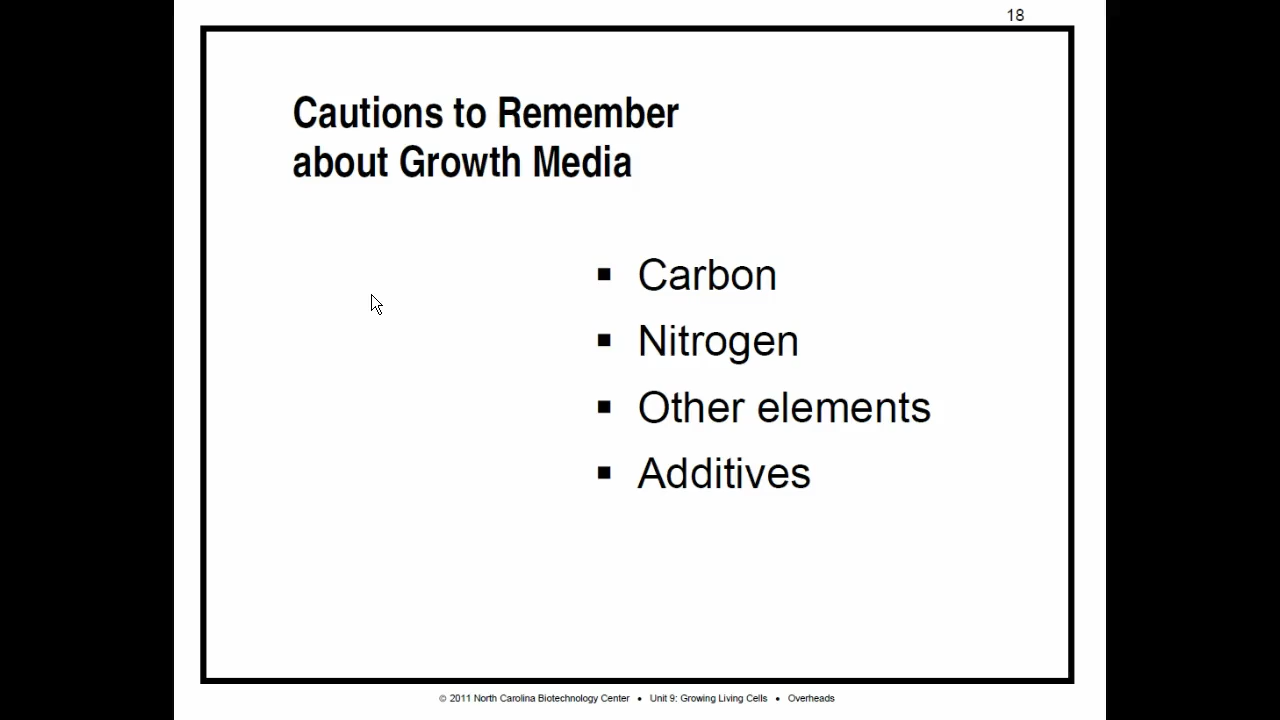 18
Cautions to Remember
about Growth Media
▪ Carbon
▪ Nitrogen
▪ Other elements
▪ Additives
© 2011 North Carolina Biotechnology Center • Unit 9: Growing Living Cells • Overheads